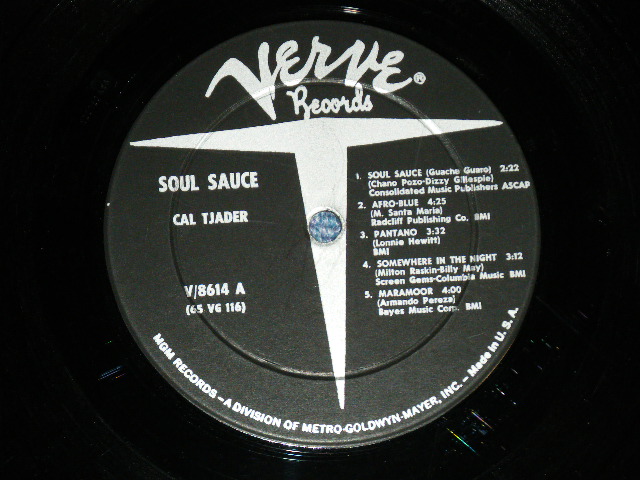 Verve®
Records
SOUL SAUCE
CAL TJADER
V/8614 A
(65 VG 116)
1. SOUL SAUCE (Guacho Guaro) 2:22
(Chano Pozo-Dizzy Gillespie)
Consolidated Music Publishers ASCAP
2. AFRO-BLUE 4:25
(M. Santa Maria)
Radcliff Publishing Co. BMI
3. PANTANO 3:32
(Lonnie Hewitt)
BMI
4. SOMEWHERE IN THE NIGHT 3:12
(Milton Raskin-Billy May)
Screen Gems-Columbia Music BMI
5. MARAMOOR 4:00
(Armando Pereza)
Bayes Music Corp. BMI
MGM RECORDS – A DIVISION OF METRO-GOLDWYN-MAYER, INC. – Made in U.S.A.